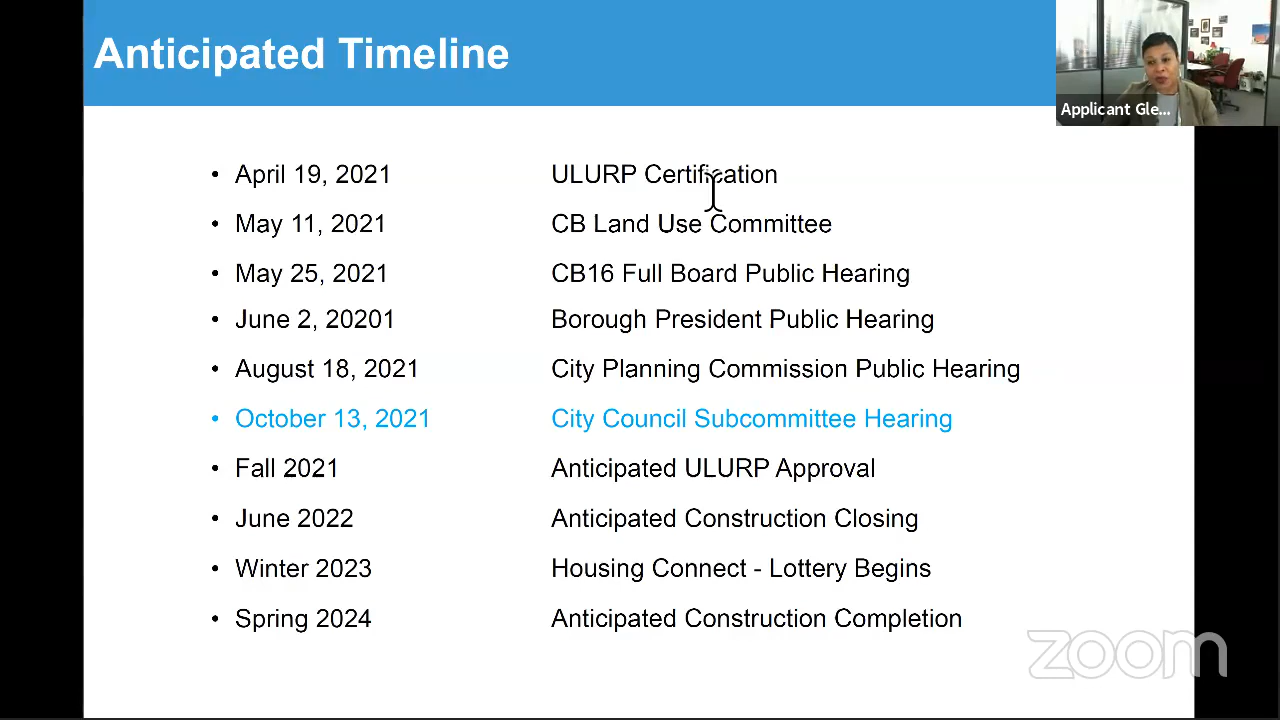 Anticipated Timeline
Applicant Gle...
• April 19, 2021 ULURP Certification
• May 11, 2021 CB Land Use Committee
• May 25, 2021 CB16 Full Board Public Hearing
• June 2, 20201 Borough President Public Hearing
• August 18, 2021 City Planning Commission Public Hearing
• October 13, 2021 City Council Subcommittee Hearing
• Fall 2021 Anticipated ULURP Approval
• June 2022 Anticipated Construction Closing
• Winter 2023 Housing Connect - Lottery Begins
• Spring 2024 Anticipated Construction Completion
zoom